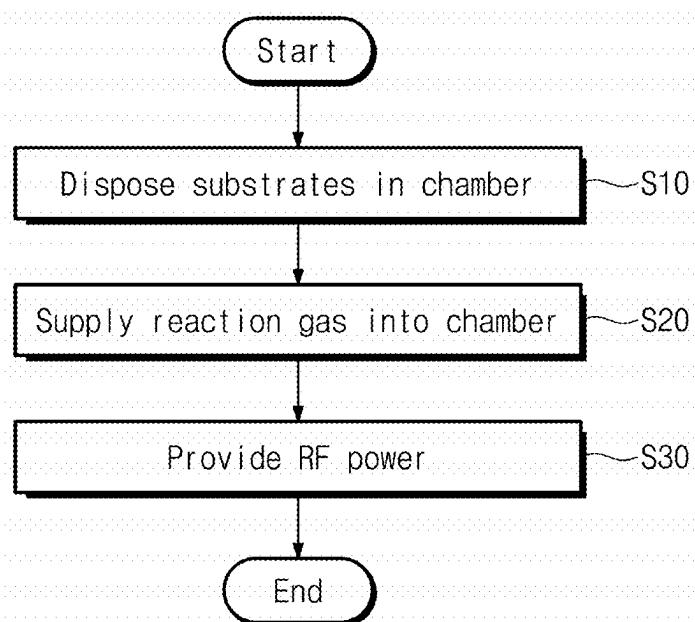 Start
Dispose substrates in chamber
S10
Supply reaction gas into chamber
S20
Provide RF power
S30
End